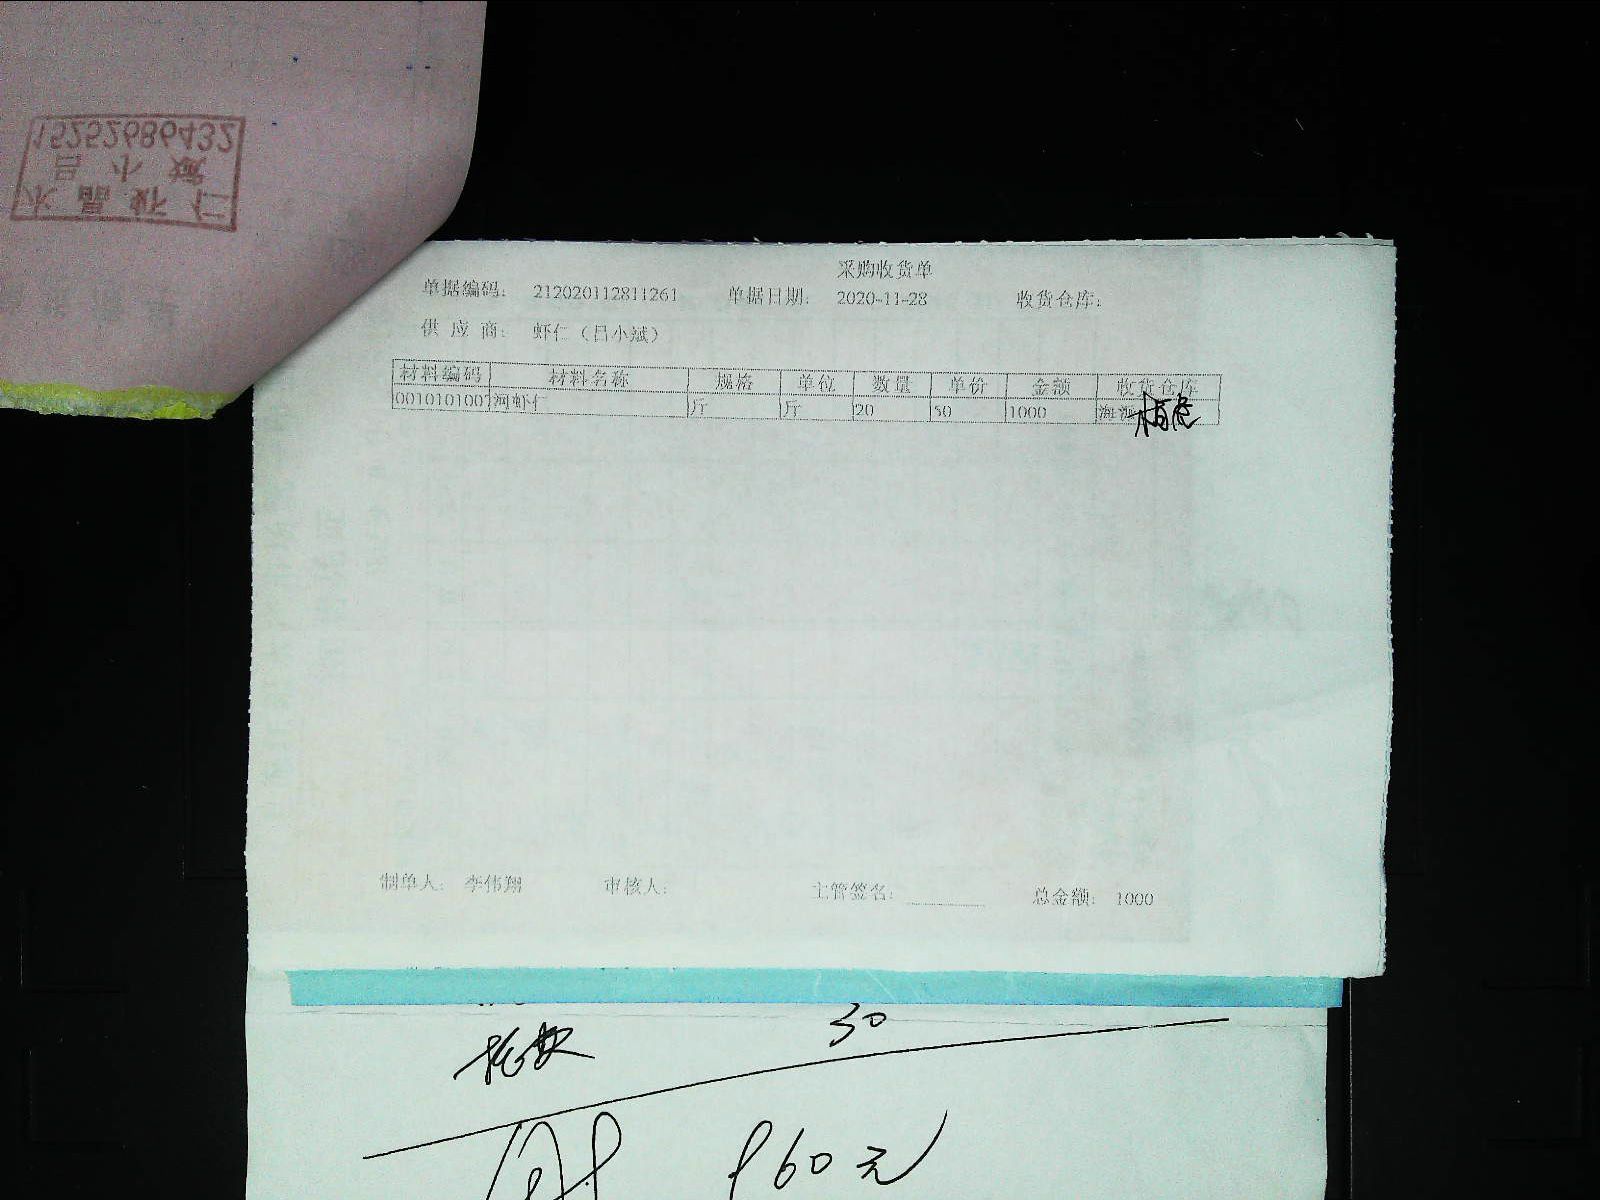 15252686432
采购收货单
单据编码： 212020112811261 单据日期： 2020-11-28 收货仓库：
供 应 商： 虾仁（吕小斌）
材料编码 材料名称 规格 单位 数量 单价 金额 收货仓库
0010101007 河虾仁 斤 斤 20 50 1000
制单人： 李伟翔 审核人： 主管签名： 总金额： 1000
30
960元